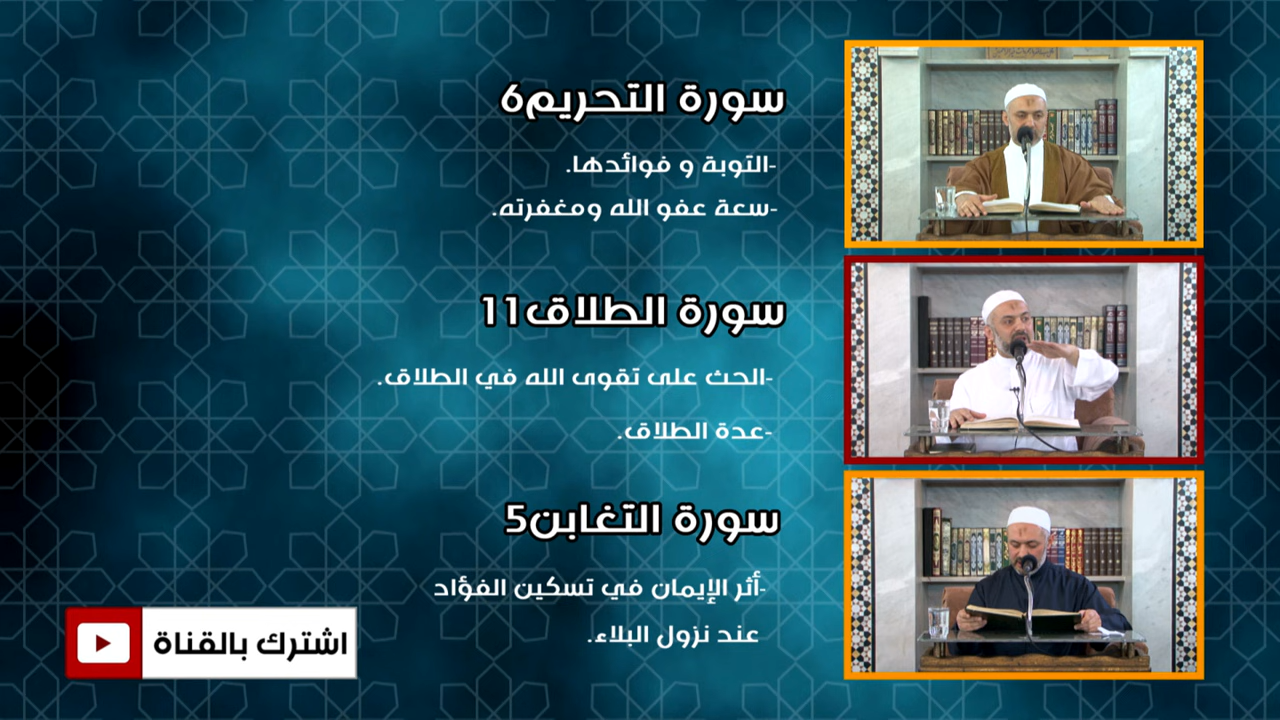 سورة التحريم6
-التوبة و فوائدها.
-سعة عفو الله ومغفرته.
سورة الطلاق11
-الحث على تقوى الله في الطلاق.
-عدة الطلاق.
سورة التغابن5
-أثر الإيمان في تسكين الفؤاد
عند نزول البلاء.
اشترك بالقناة